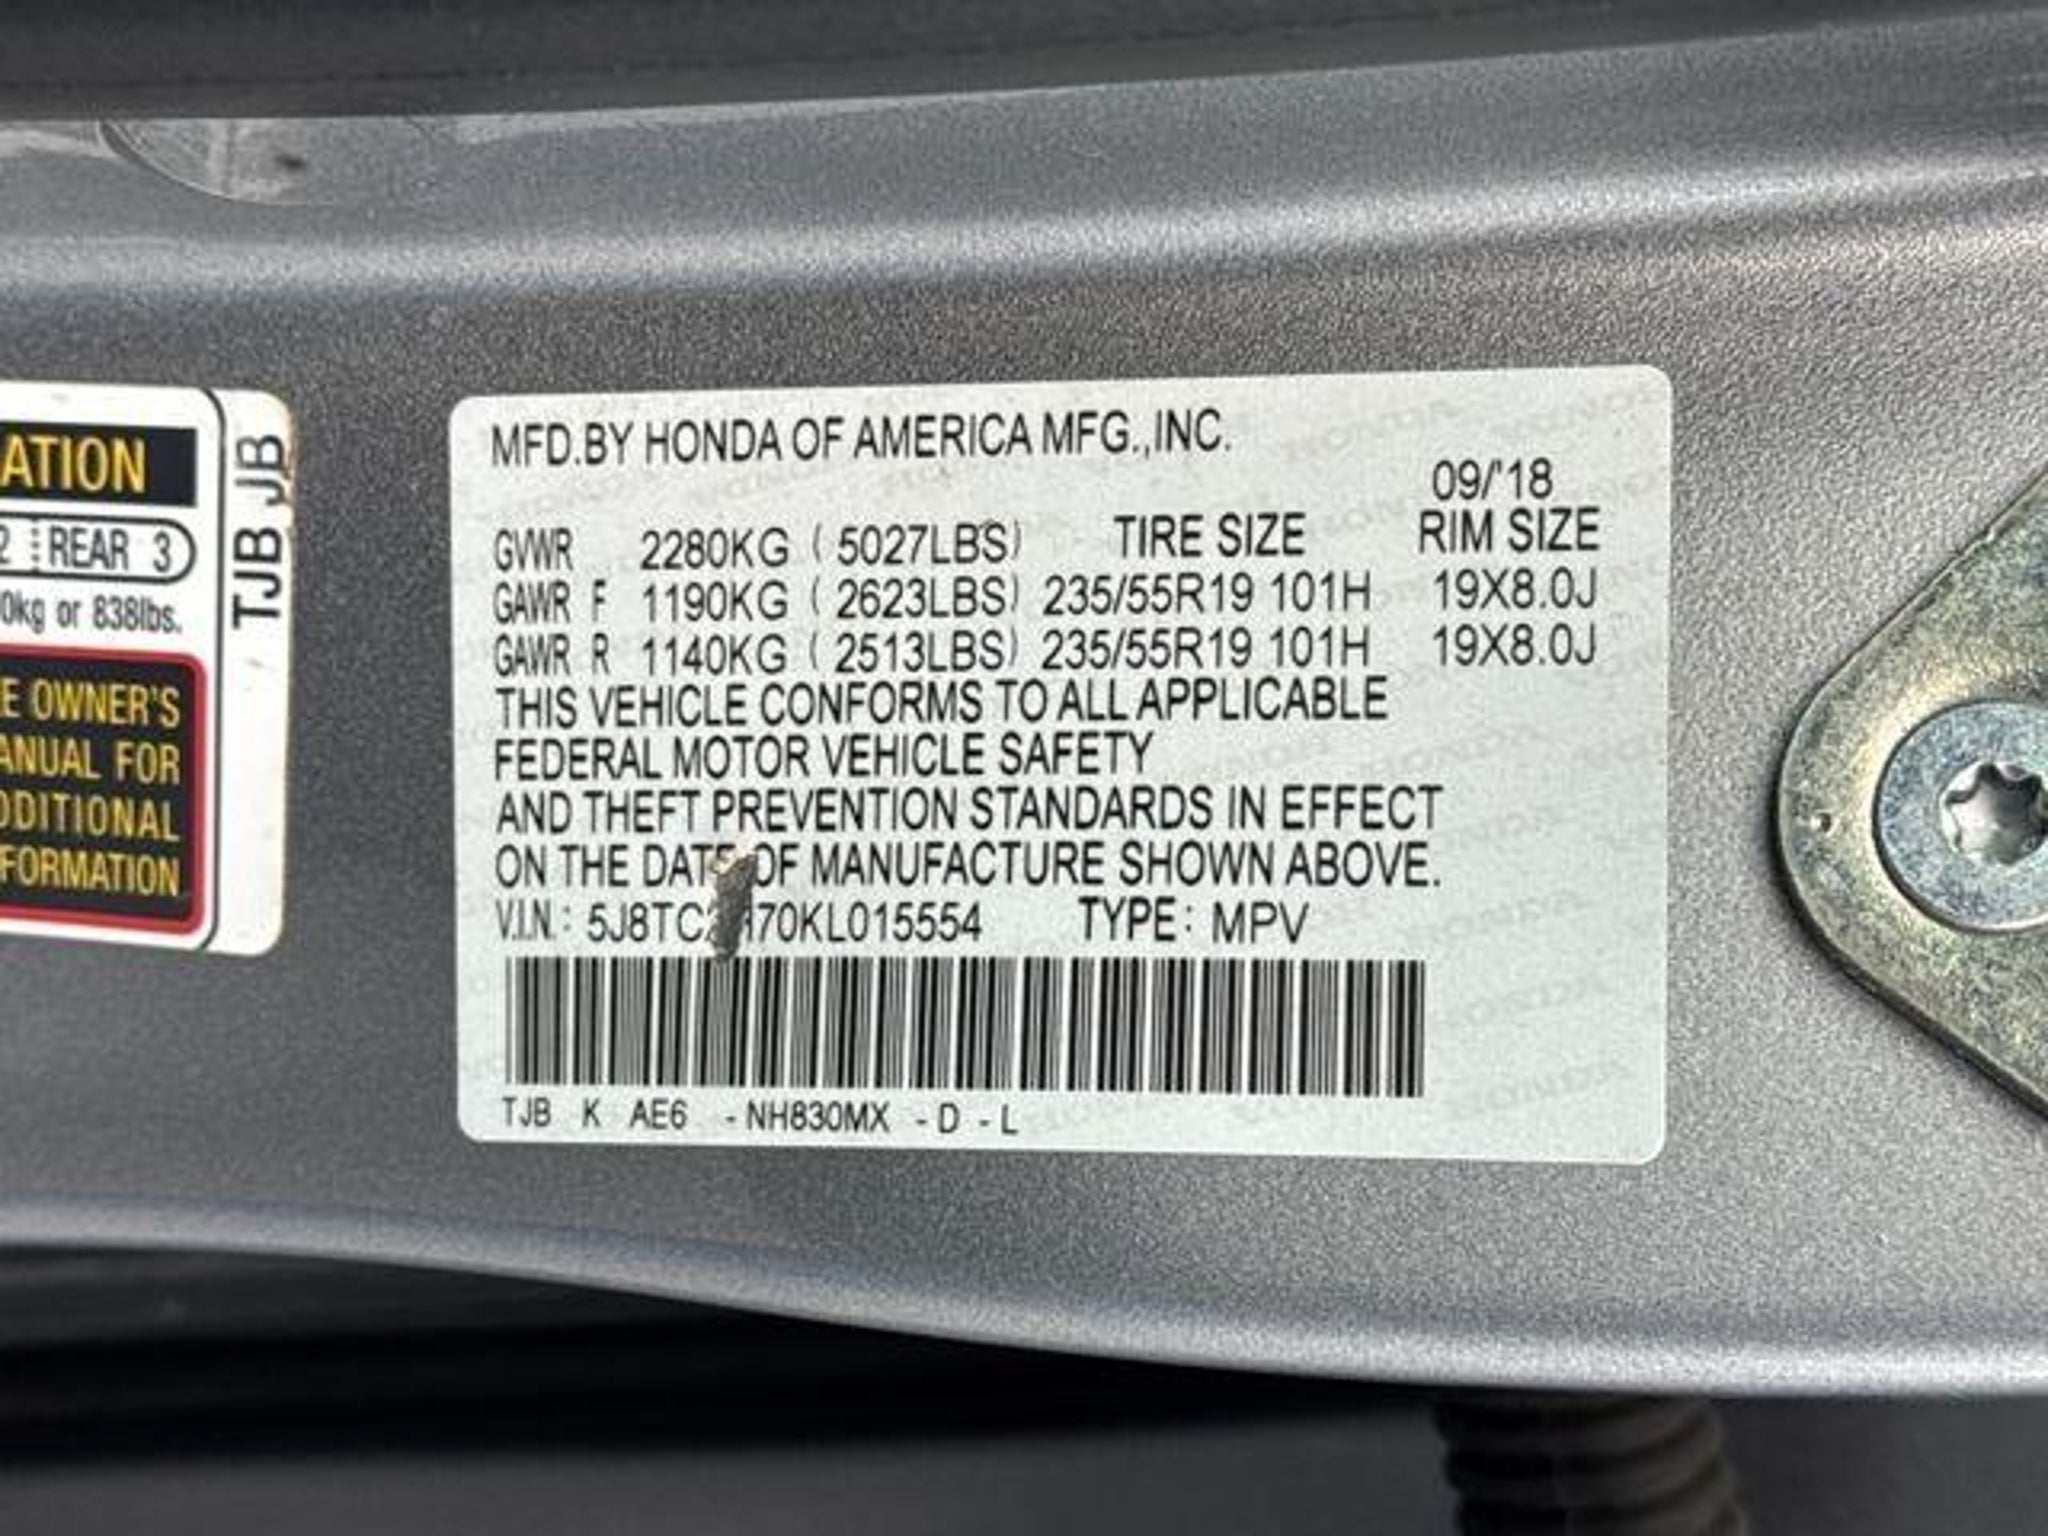 ATION
2 REAR 3
0kg or 838lbs.
E OWNER'S
ANUAL FOR
DDITIONAL
FORMATION
TJB JB
MFD.BY HONDA OF AMERICA MFG.,INC.
09/'18
GVWR 2280KG ( 5027LBS) TIRE SIZE RIM SIZE
GAWR F 1190KG ( 2623LBS) 235/55R19 101H 19X8.0J
GAWR R 1140KG ( 2513LBS) 235/55R19 101H 19X8.0J
THIS VEHICLE CONFORMS TO ALL APPLICABLE
FEDERAL MOTOR VEHICLE SAFETY
AND THEFT PREVENTION STANDARDS IN EFFECT
ON THE DATE OF MANUFACTURE SHOWN ABOVE.
V.I.N.: TYPE: MPV
TJB K AE6 - NH830MX - D - L